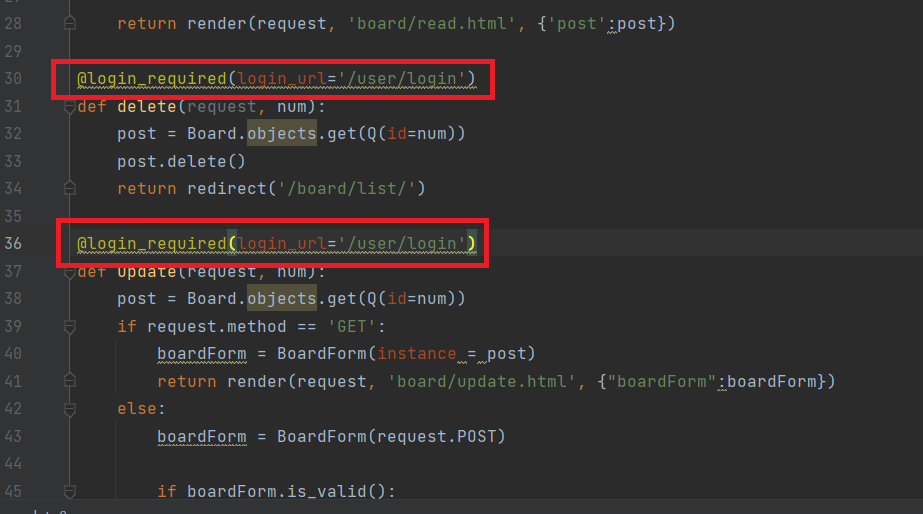 28 return render(request, 'board/read.html', {'post':post})
29
30 @login_required(login_url='/user/login')
31 def delete(request, num):
32 post = Board.objects.get(Q(id=num))
33 post.delete()
34 return redirect('/board/list/')
35
36 @login_required(login_url='/user/login')
37 def update(request, num):
38 post = Board.objects.get(Q(id=num))
39 if request.method == 'GET':
40 boardForm = BoardForm(instance = post)
41 return render(request, 'board/update.html', {"boardForm":boardForm})
42 else:
43 boardForm = BoardForm(request.POST)
44
45 if boardForm.is_valid():